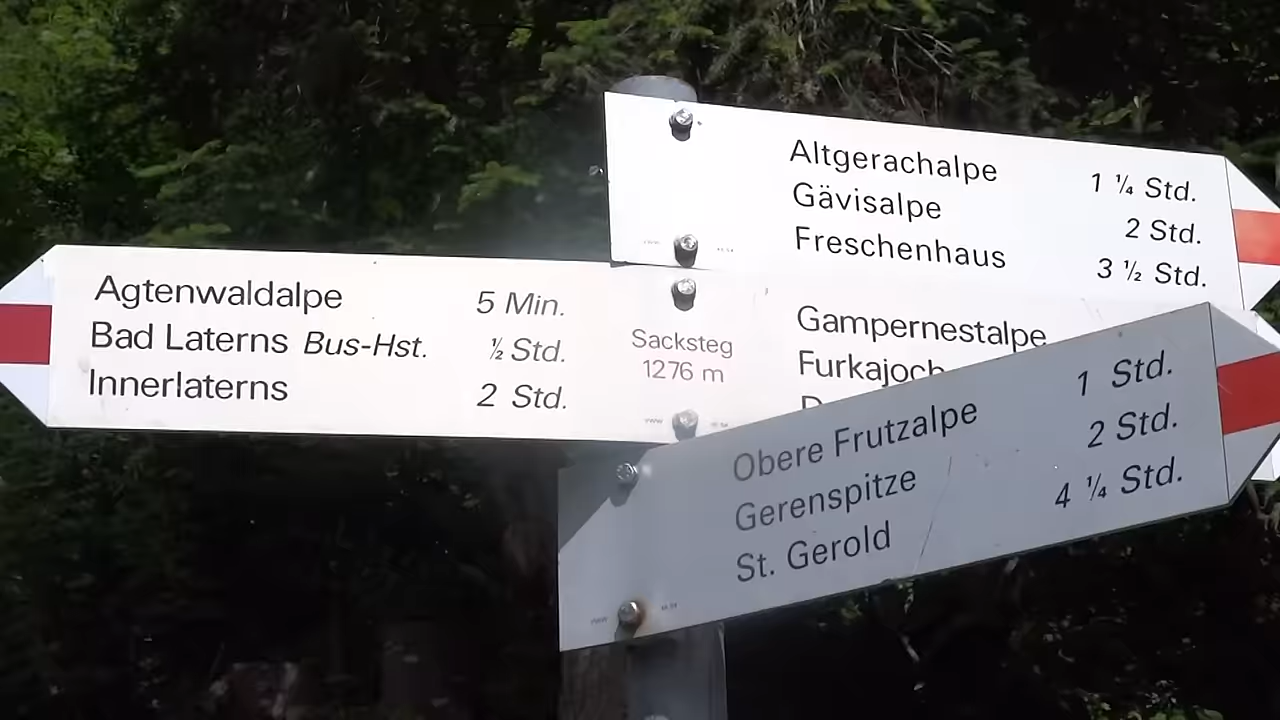 Altgerachalpe 1 ¼ Std.
Gävisalpe 2 Std.
Freschenhaus 3 ½ Std.
Agtenwaldalpe 5 Min.
Bad Laterns Bus-Hst. ½ Std.
Innerlaterns 2 Std.
Sacksteg
1276 m
Gampernestalpe
Furkajoch
Obere Frutzalpe 1 Std.
Gerenspitze 2 Std.
St. Gerold 4 ¼ Std.